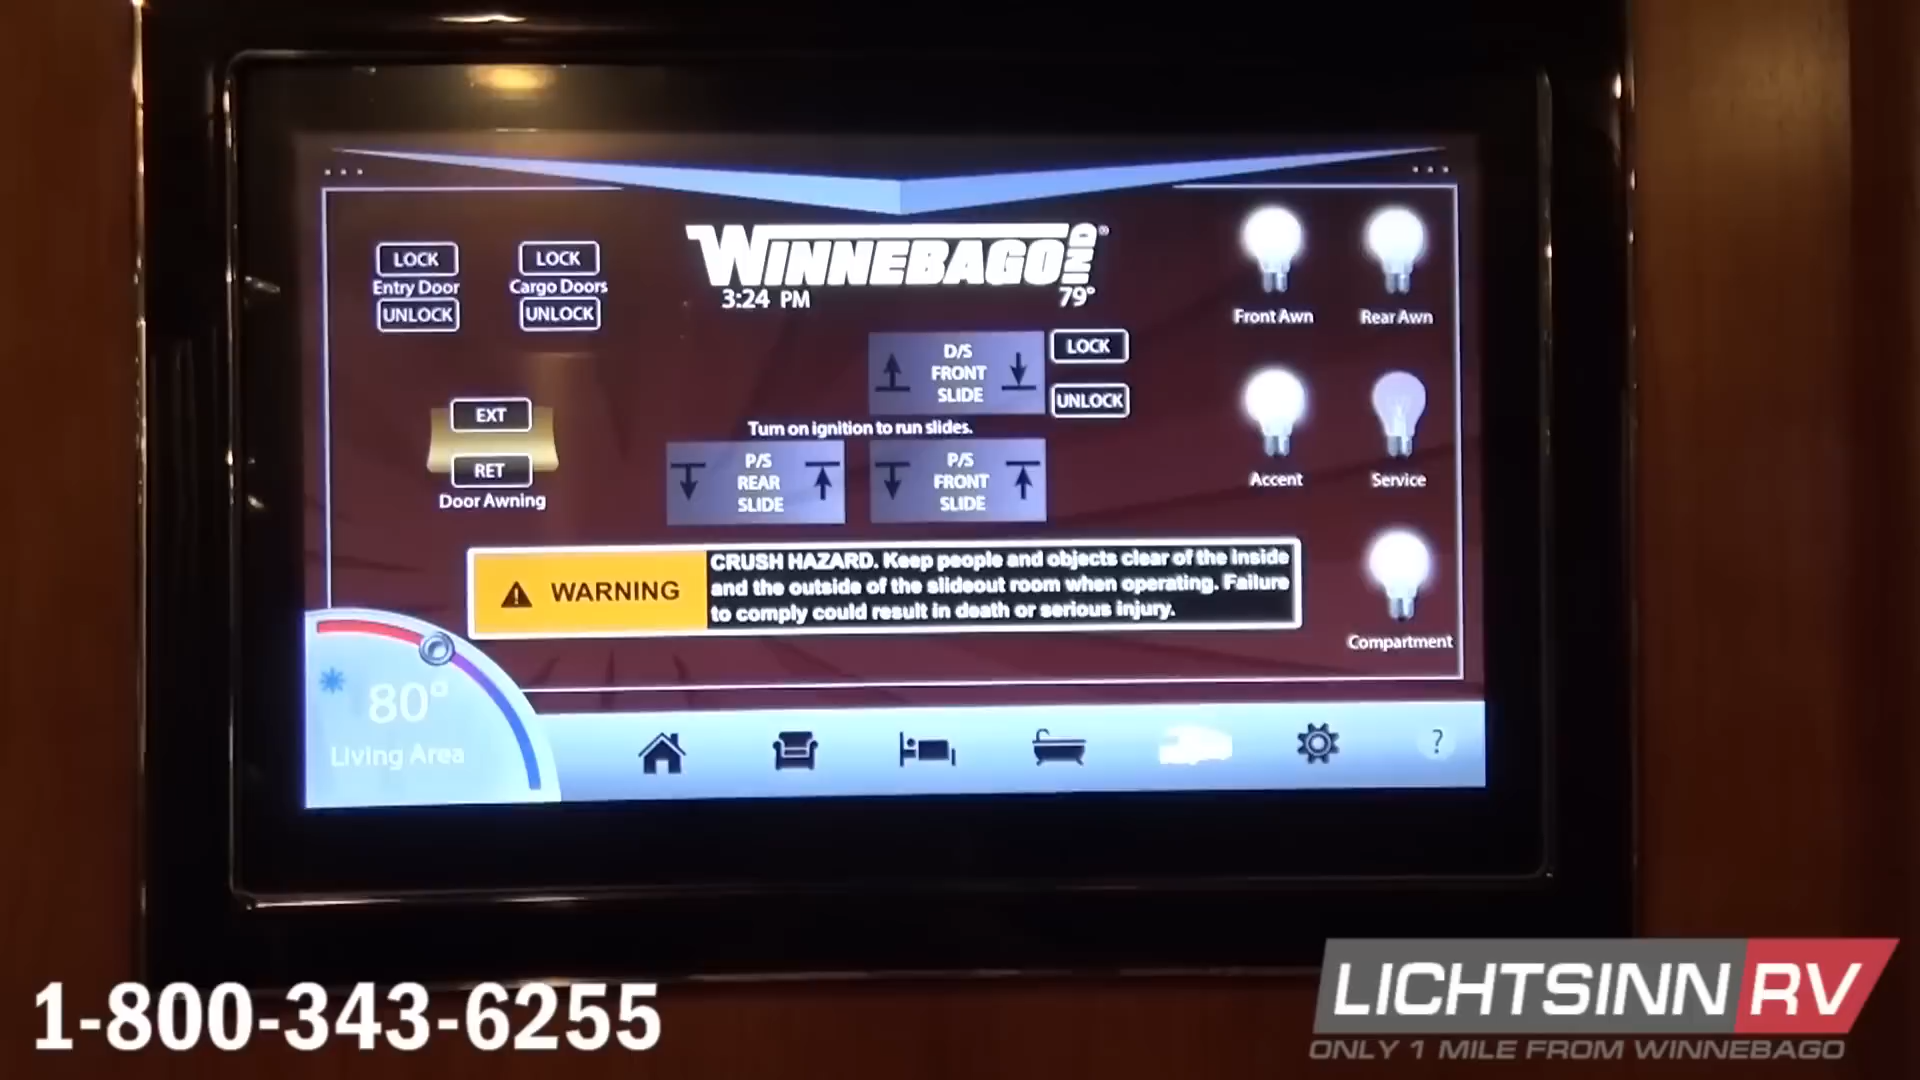 WINNEBAGO IND®
3:24 PM 79°
LOCK
Entry Door
UNLOCK
LOCK
Cargo Doors
UNLOCK
EXT
RET
Door Awning
D/S
FRONT
SLIDE
LOCK
UNLOCK
Turn on ignition to run slides.
P/S
REAR
SLIDE
P/S
FRONT
SLIDE
Front Awn
Rear Awn
Accent
Service
Compartment
WARNING
CRUSH HAZARD. Keep people and objects clear of the inside
and the outside of the slideout room when operating. Failure
to comply could result in death or serious injury.
80°
Living Area
?
1-800-343-6255
LICHTSINN RV
ONLY 1 MILE FROM WINNEBAGO